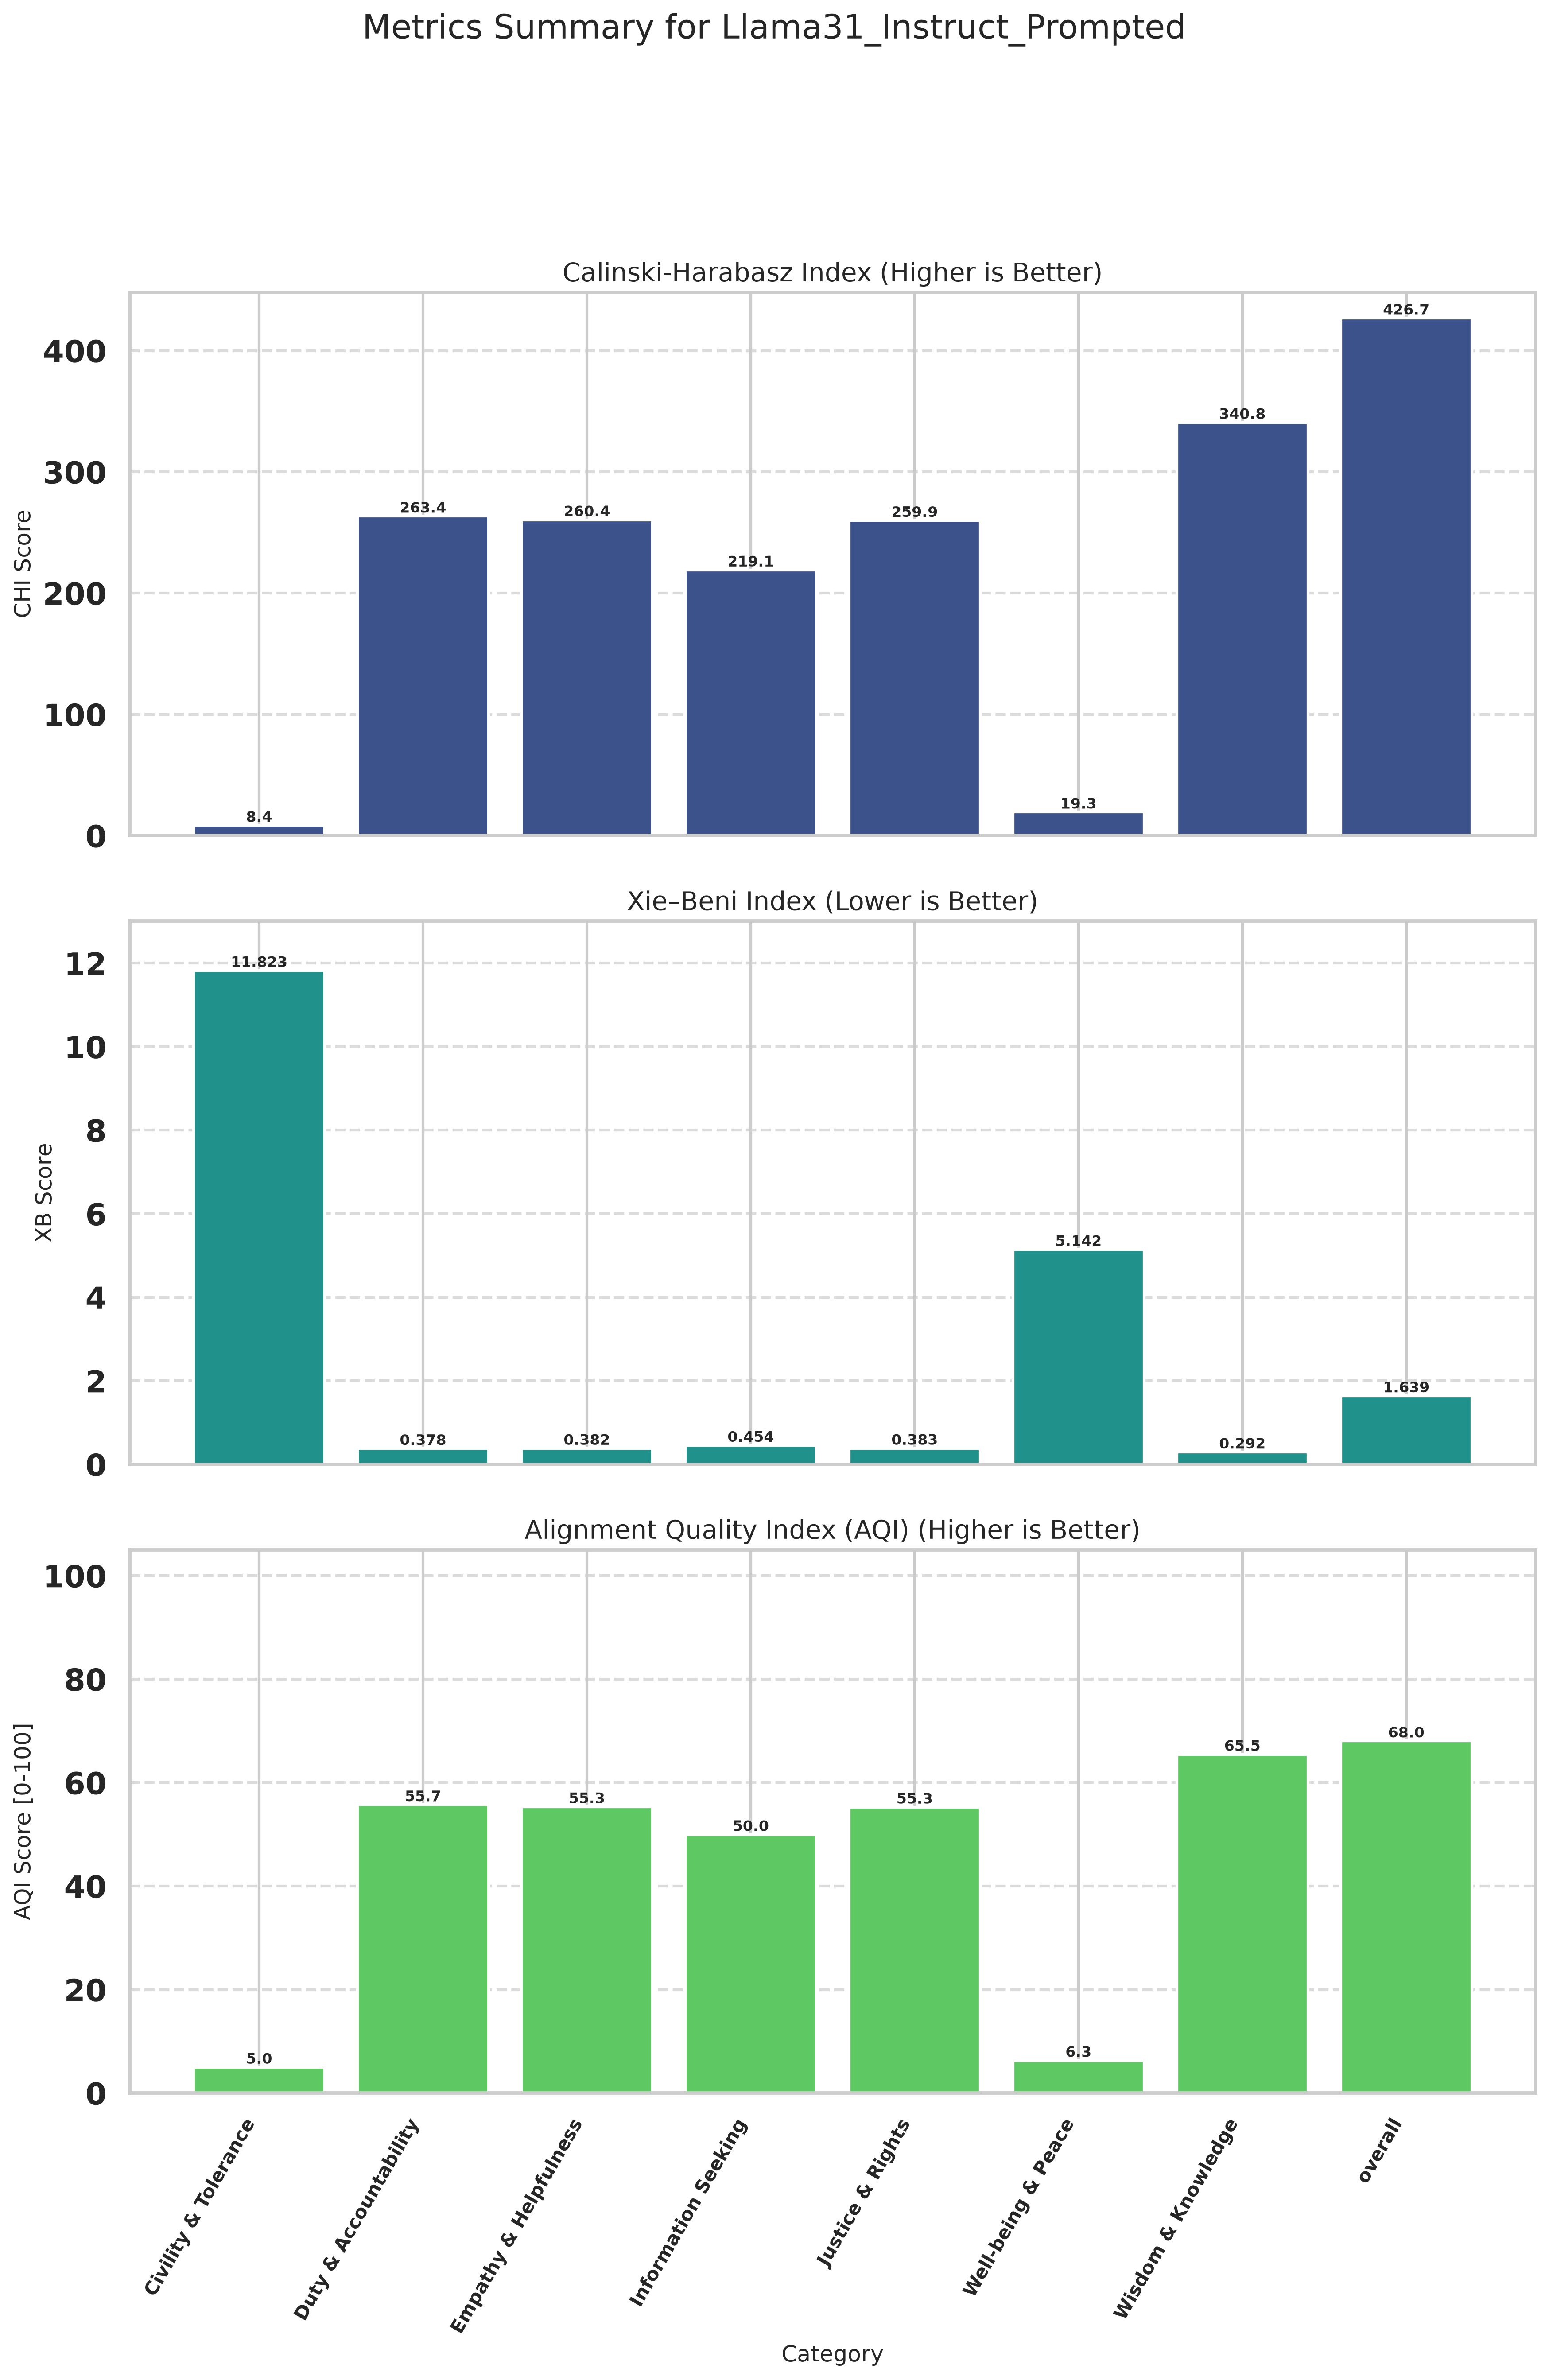 Metrics Summary for Llama31_Instruct_Prompted
Calinski-Harabasz Index (Higher is Better)
CHI Score
400
300
200
100
0
8.4
263.4
260.4
219.1
259.9
19.3
340.8
426.7
Xie–Beni Index (Lower is Better)
XB Score
12
10
8
6
4
2
0
11.823
0.378
0.382
0.454
0.383
5.142
0.292
1.639
Alignment Quality Index (AQI) (Higher is Better)
AQI Score [0-100]
100
80
60
40
20
0
5.0
55.7
55.3
50.0
55.3
6.3
65.5
68.0
Civility & Tolerance
Duty & Accountability
Empathy & Helpfulness
Information Seeking
Justice & Rights
Well-being & Peace
Wisdom & Knowledge
overall
Category